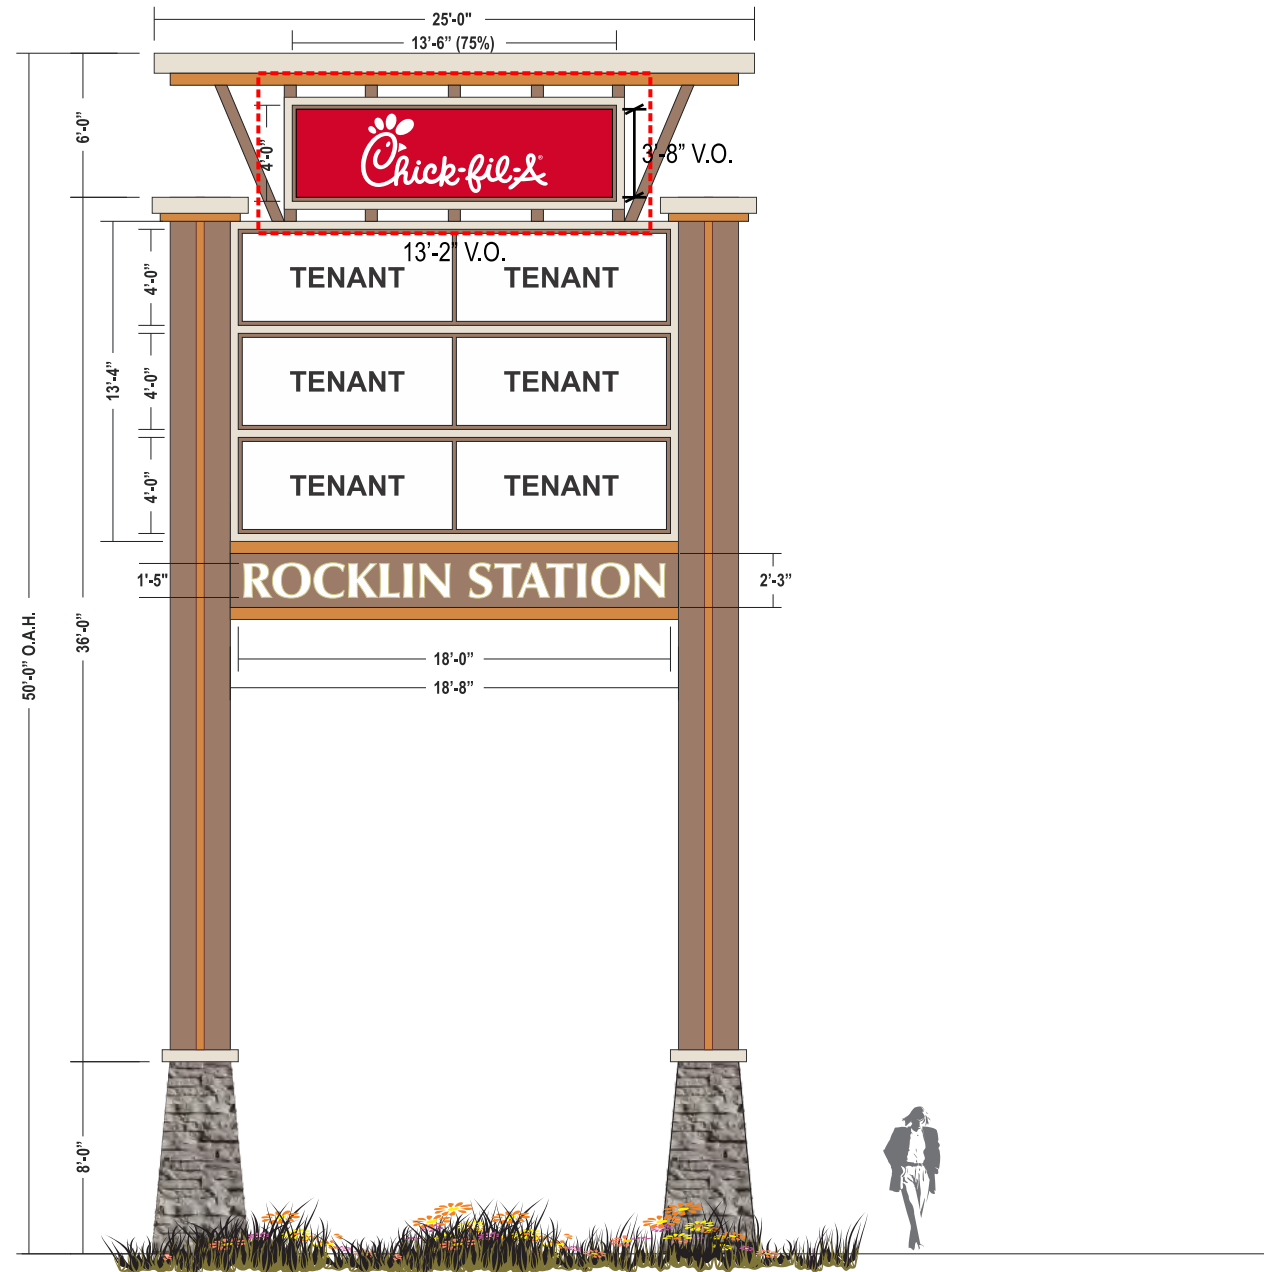 25'-0"
13'-6” (75%)
6’-0”
4’-0”
Chick-fil-A®
3'-8" V.O.
13'-2" V.O.
4’-0”
TENANT TENANT
13’-4”
4’-0”
TENANT TENANT
4’-0”
TENANT TENANT
1'-5"
ROCKLIN STATION
2’-3”
50’-0” O.A.H.
36’-0”
18’-0”
18’-8”
8’-0”